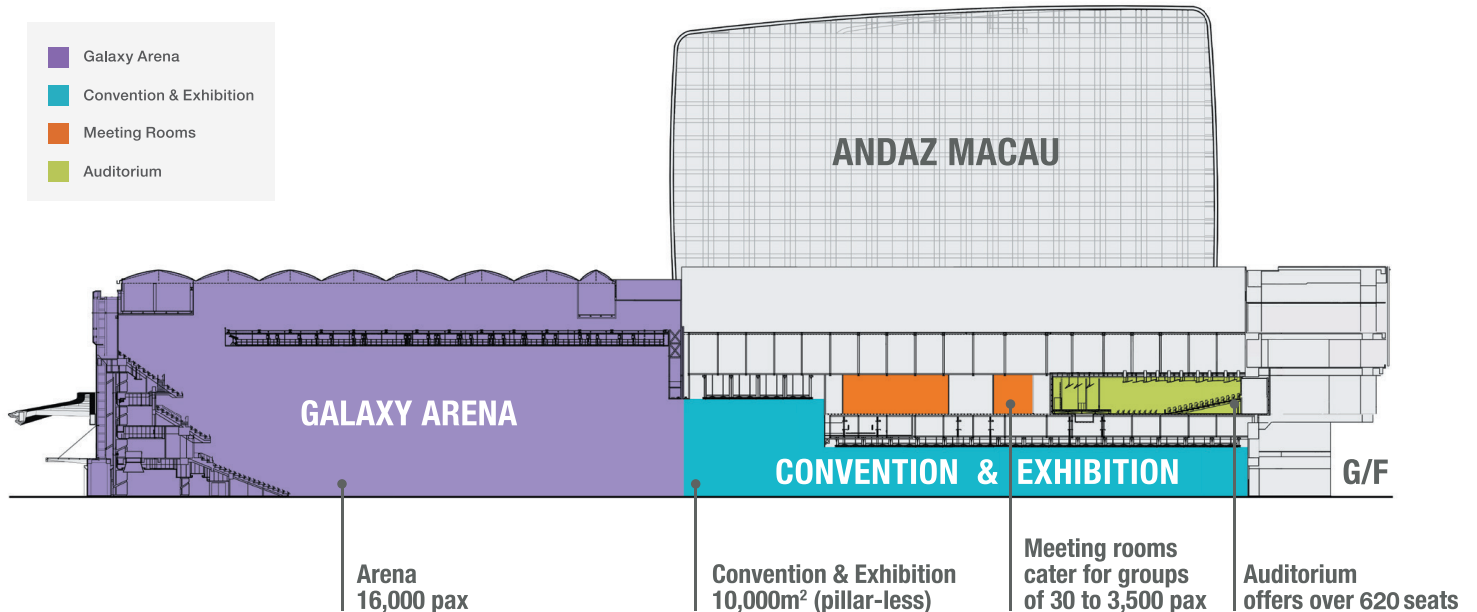 Galaxy Arena
Convention & Exhibition
Meeting Rooms
Auditorium
ANDAZ MACAU
GALAXY ARENA
CONVENTION & EXHIBITION
G/F
Arena
16,000 pax
Convention & Exhibition
10,000m² (pillar-less)
Meeting rooms
cater for groups
of 30 to 3,500 pax
Auditorium
offers over 620 seats